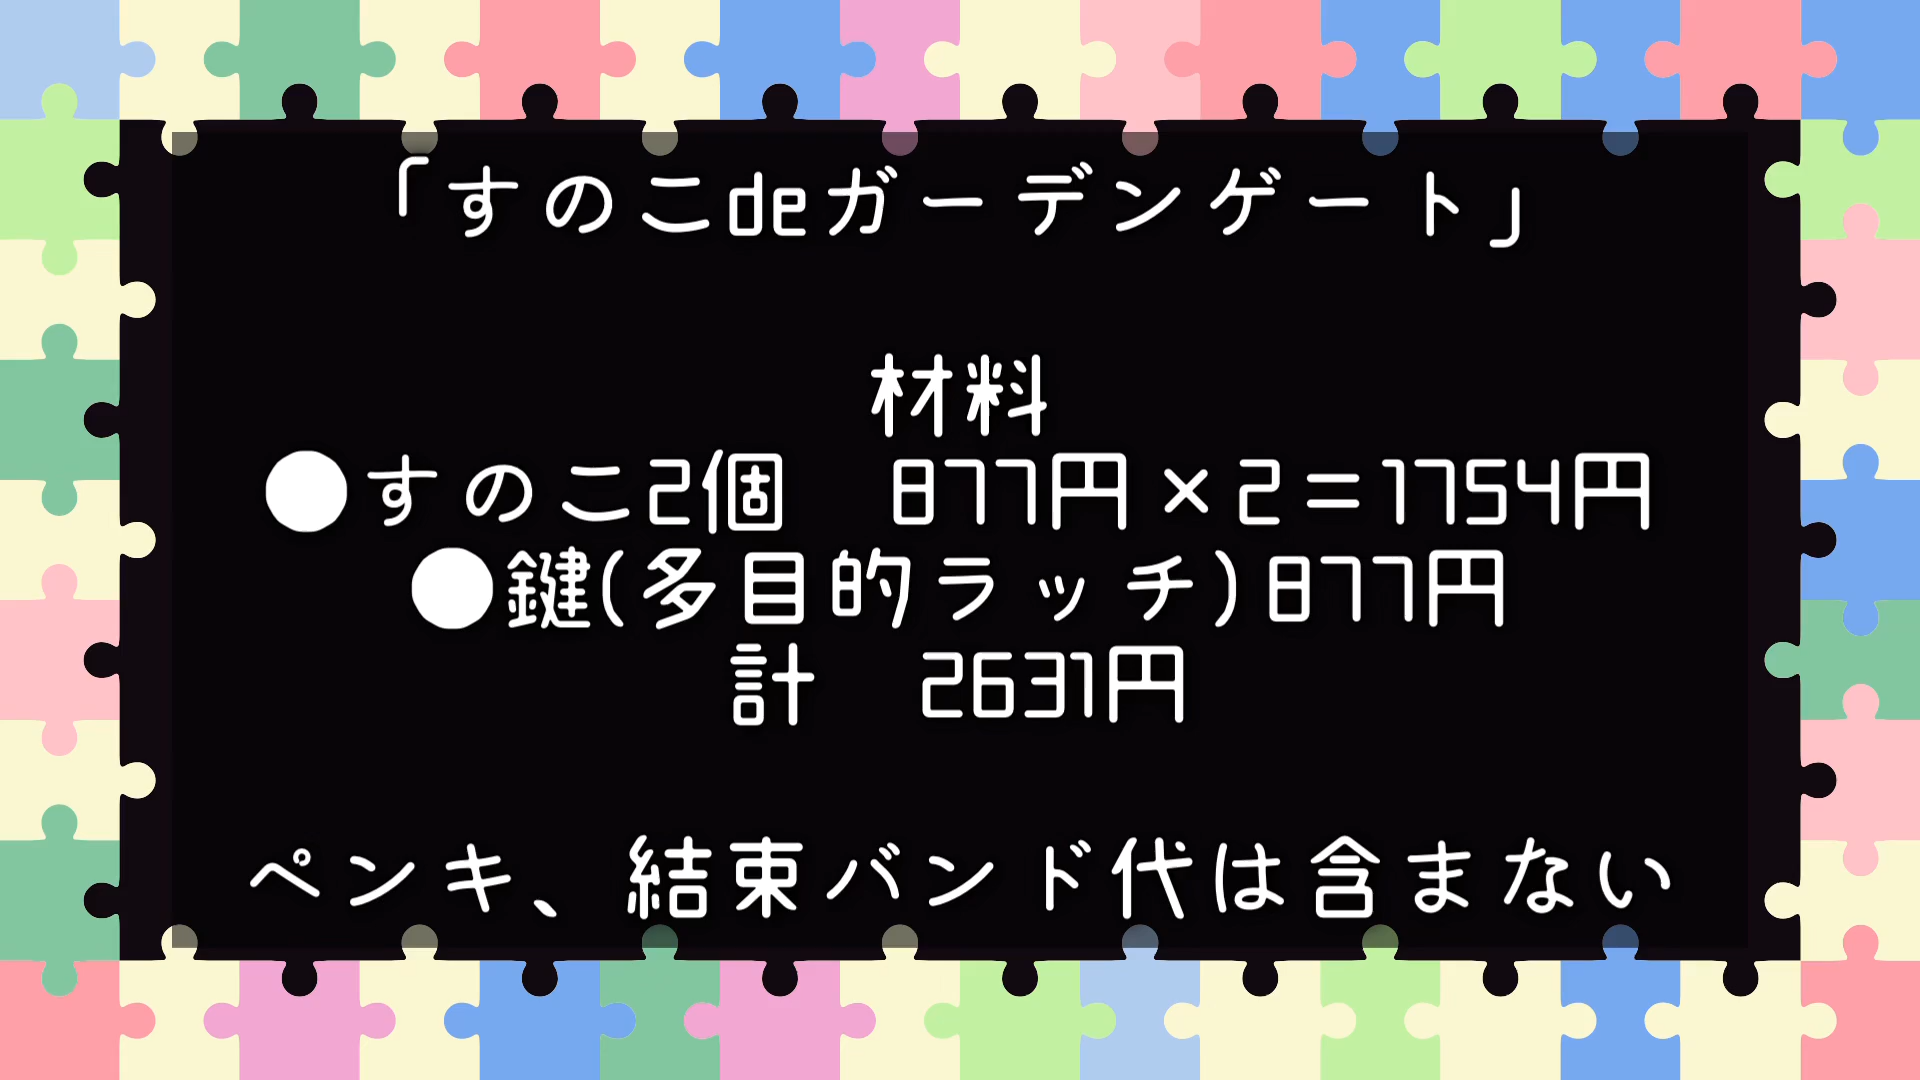 「すのこdeガーデンゲート」
材料
●すのこ2個　877円×2=1754円
●鍵(多目的ラッチ)877円
計　2631円
ペンキ、結束バンド代は含まない